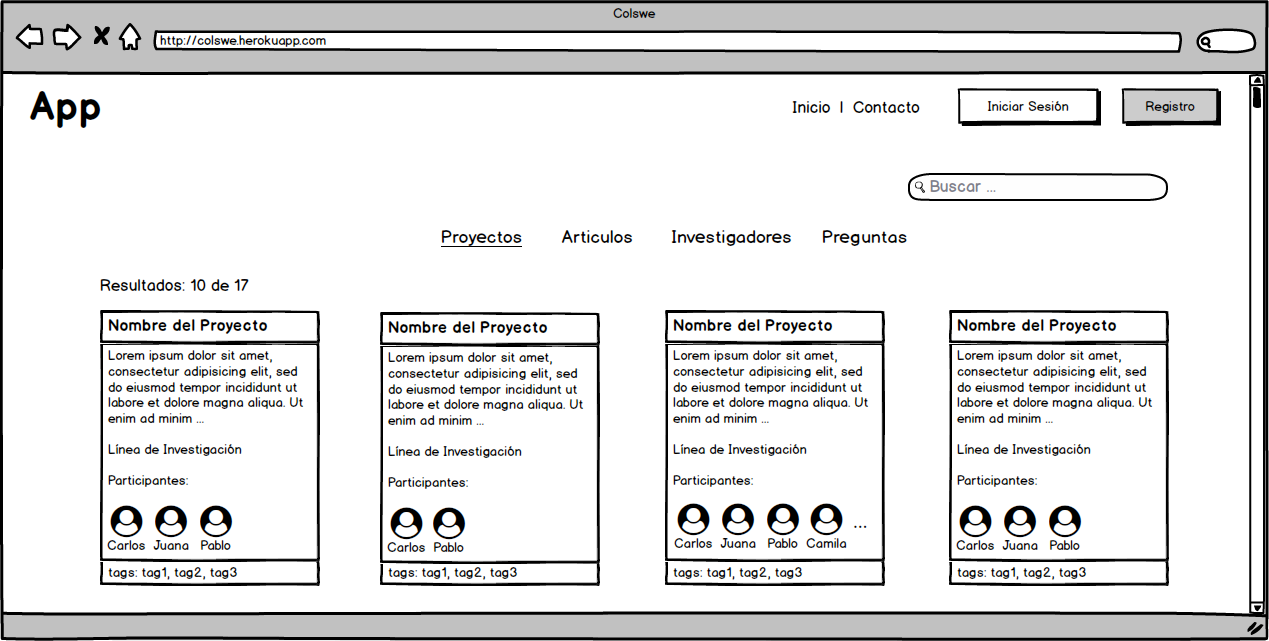 Colswe
http://colswe.herokuapp.com
App
Inicio | Contacto
Iniciar Sesión
Registro
Buscar ...
Proyectos
Articulos
Investigadores
Preguntas
Resultados: 10 de 17
Nombre del Proyecto
Lorem ipsum dolor sit amet,
consectetur adipisicing elit, sed
do eiusmod tempor incididunt ut
labore et dolore magna aliqua. Ut
enim ad minim ...
Línea de Investigación
Participantes:
Carlos Juana Pablo
tags: tag1, tag2, tag3
Nombre del Proyecto
Lorem ipsum dolor sit amet,
consectetur adipisicing elit, sed
do eiusmod tempor incididunt ut
labore et dolore magna aliqua. Ut
enim ad minim ...
Línea de Investigación
Participantes:
Carlos Pablo
tags: tag1, tag2, tag3
Nombre del Proyecto
Lorem ipsum dolor sit amet,
consectetur adipisicing elit, sed
do eiusmod tempor incididunt ut
labore et dolore magna aliqua. Ut
enim ad minim ...
Línea de Investigación
Participantes:
...
Carlos Juana Pablo Camila
tags: tag1, tag2, tag3
Nombre del Proyecto
Lorem ipsum dolor sit amet,
consectetur adipisicing elit, sed
do eiusmod tempor incididunt ut
labore et dolore magna aliqua. Ut
enim ad minim ...
Línea de Investigación
Participantes:
Carlos Juana Pablo
tags: tag1, tag2, tag3